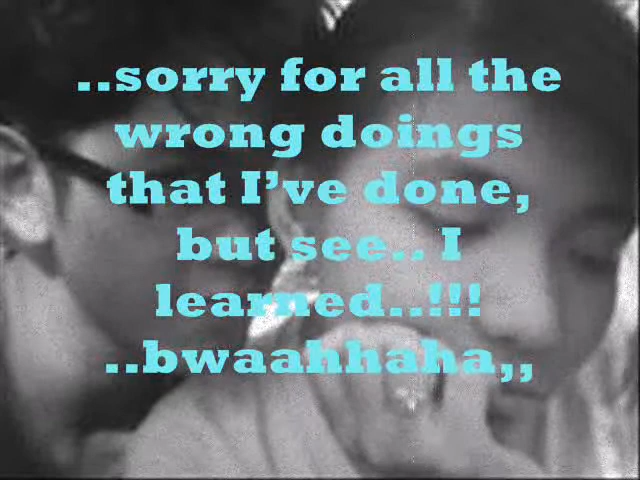 ..sorry for all the
wrong doings
that I've done,
but see.. I
learned..!!!
..bwaahhaha,,